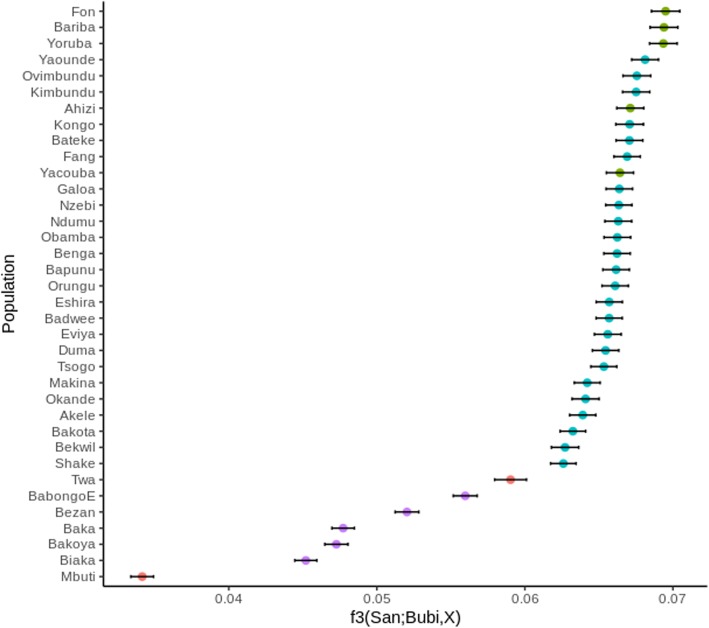 Fon
Bariba
Yoruba
Yaounde
Ovimbundu
Kimbundu
Ahizi
Kongo
Bateke
Fang
Yacouba
Galoa
Nzebi
Ndumu
Obamba
Benga
Bapunu
Orungu
Eshira
Badwee
Eviya
Duma
Tsogo
Makina
Okande
Akele
Bakota
Bekwil
Shake
Twa
BabongoE
Bezan
Baka
Bakoya
Biaka
Mbuti
Population
0.04 0.05 0.06 0.07
f3(San;Bubi,X)